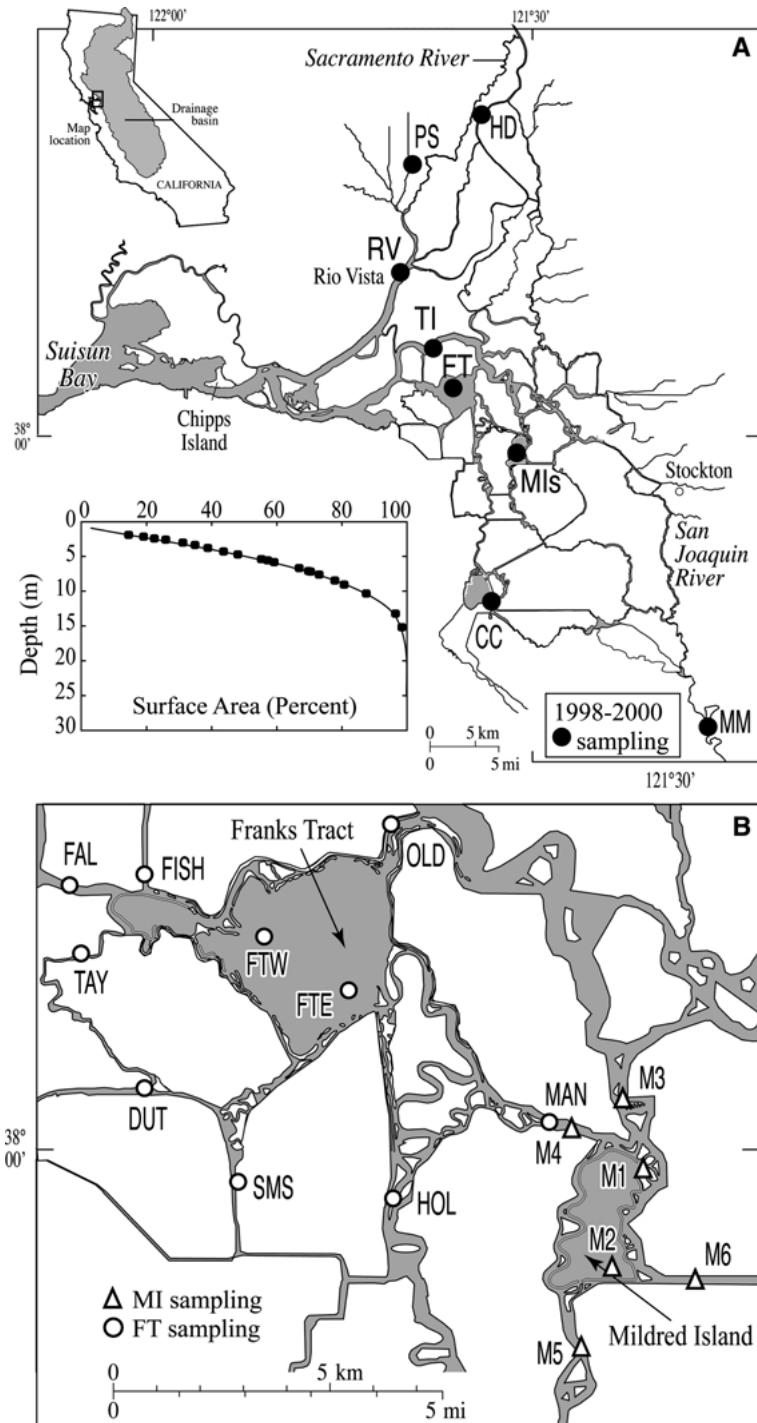 122°00'
121°30'
A
Sacramento River
Drainage
basin
Map
location
CALIFORNIA
PS
HD
RV
Rio Vista
TI
FT
Suisun
Bay
Chipps
Island
38°
00'
MIs
Stockton
San
Joaquin
River
CC
MM
0 20 40 60 80 100
0
5
10
15
20
25
30
Depth (m)
Surface Area (Percent)
0 5 km
0 5 mi
1998-2000
sampling
121°30'
B
Franks Tract
FAL
FISH
OLD
FTW
FTE
TAY
DUT
MAN
M3
M4
38°
00'
M1
SMS
HOL
M2
M6
MI sampling
FT sampling
M5
Mildred Island
0 5 km
0 5 mi